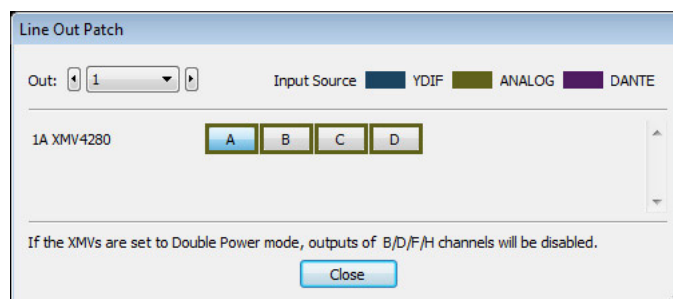 Line Out Patch
Out: 1 Input Source YDIF ANALOG DANTE
1A XMV4280 A B C D
If the XMVs are set to Double Power mode, outputs of B/D/F/H channels will be disabled.
Close